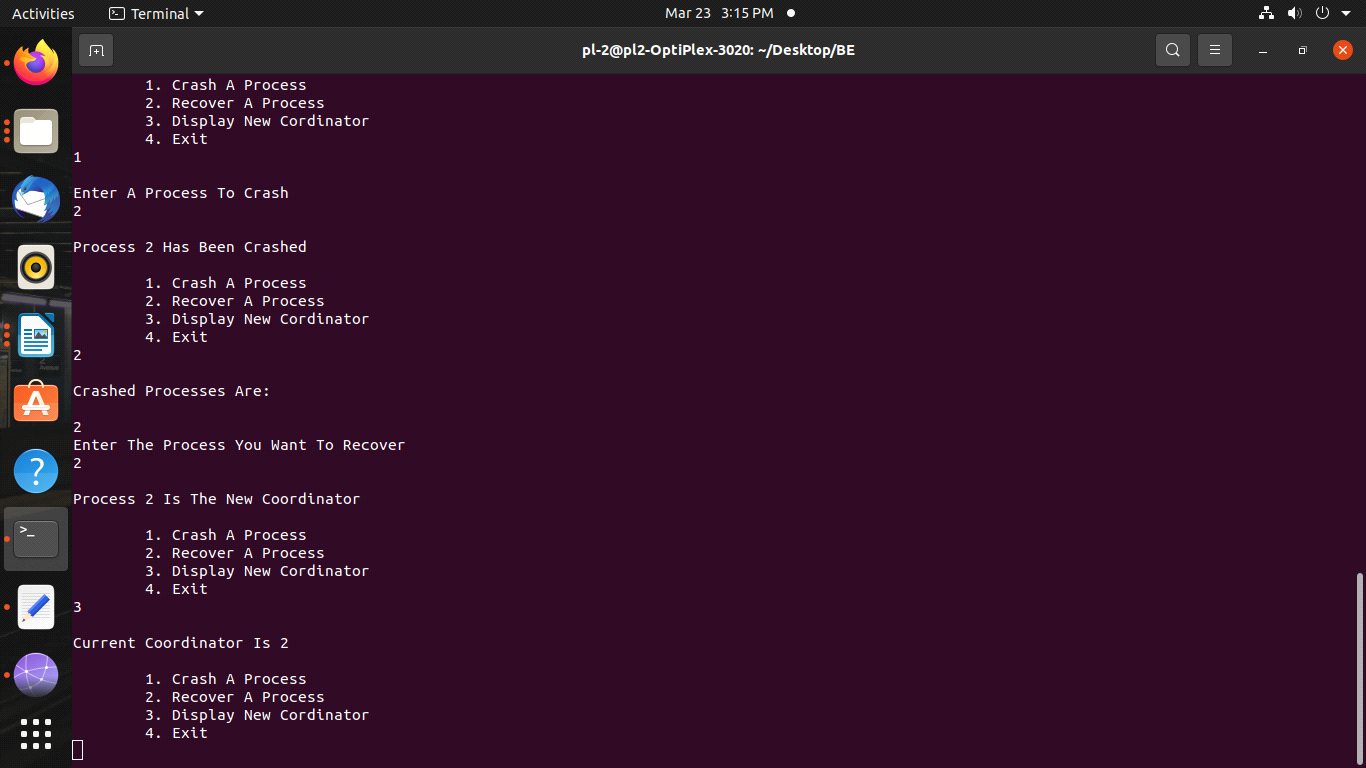 Activities Terminal Mar 23 3:15 PM
pl-2@pl2-OptiPlex-3020: ~/Desktop/BE
1. Crash A Process
2. Recover A Process
3. Display New Cordinator
4. Exit
1
Enter A Process To Crash
2
Process 2 Has Been Crashed
1. Crash A Process
2. Recover A Process
3. Display New Cordinator
4. Exit
2
Crashed Processes Are:
2
Enter The Process You Want To Recover
2
Process 2 Is The New Coordinator
1. Crash A Process
2. Recover A Process
3. Display New Cordinator
4. Exit
3
Current Coordinator Is 2
1. Crash A Process
2. Recover A Process
3. Display New Cordinator
4. Exit